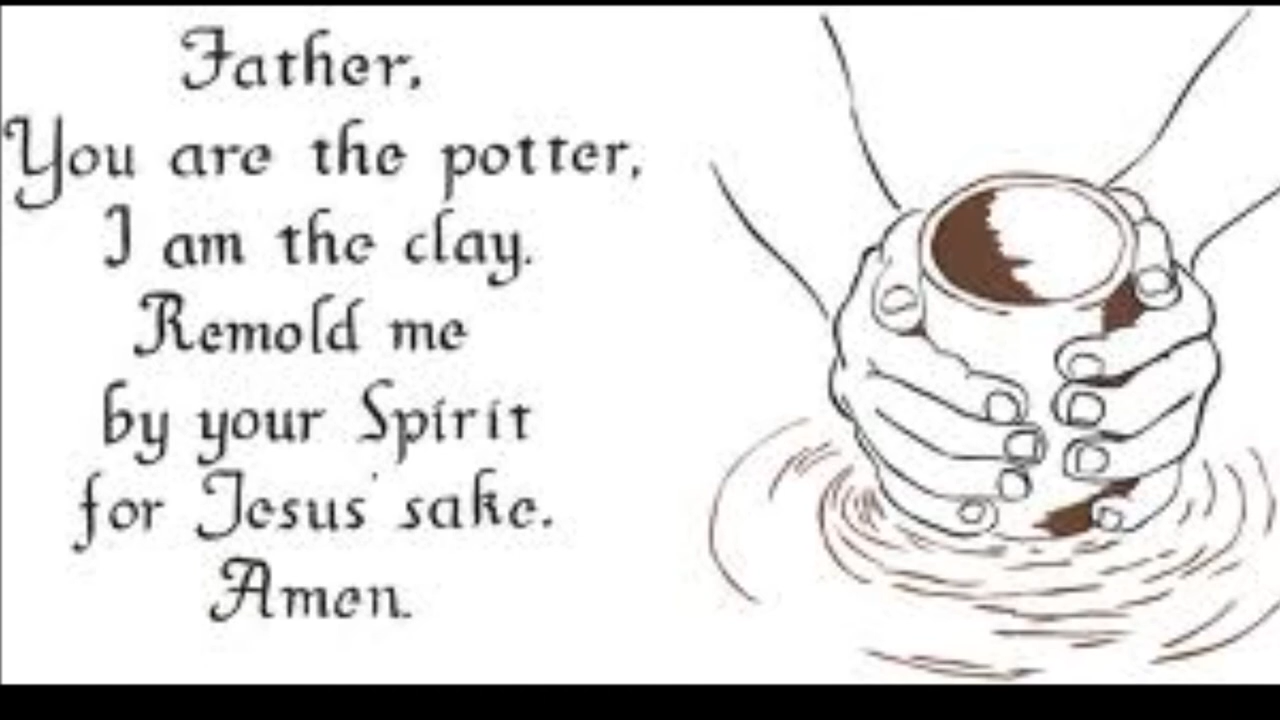 Father,
You are the potter,
I am the clay.
Remold me
by your Spirit
for Jesus' sake.
Amen.